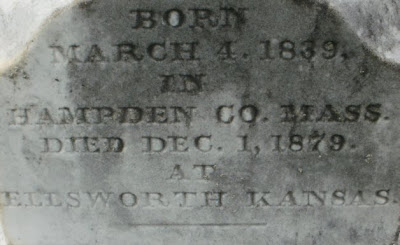 BORN
MARCH 4. 1839.
IN
HAMPDEN CO. MASS.
DIED DEC. 1, 1879.
AT
ELLSWORTH KANSAS.